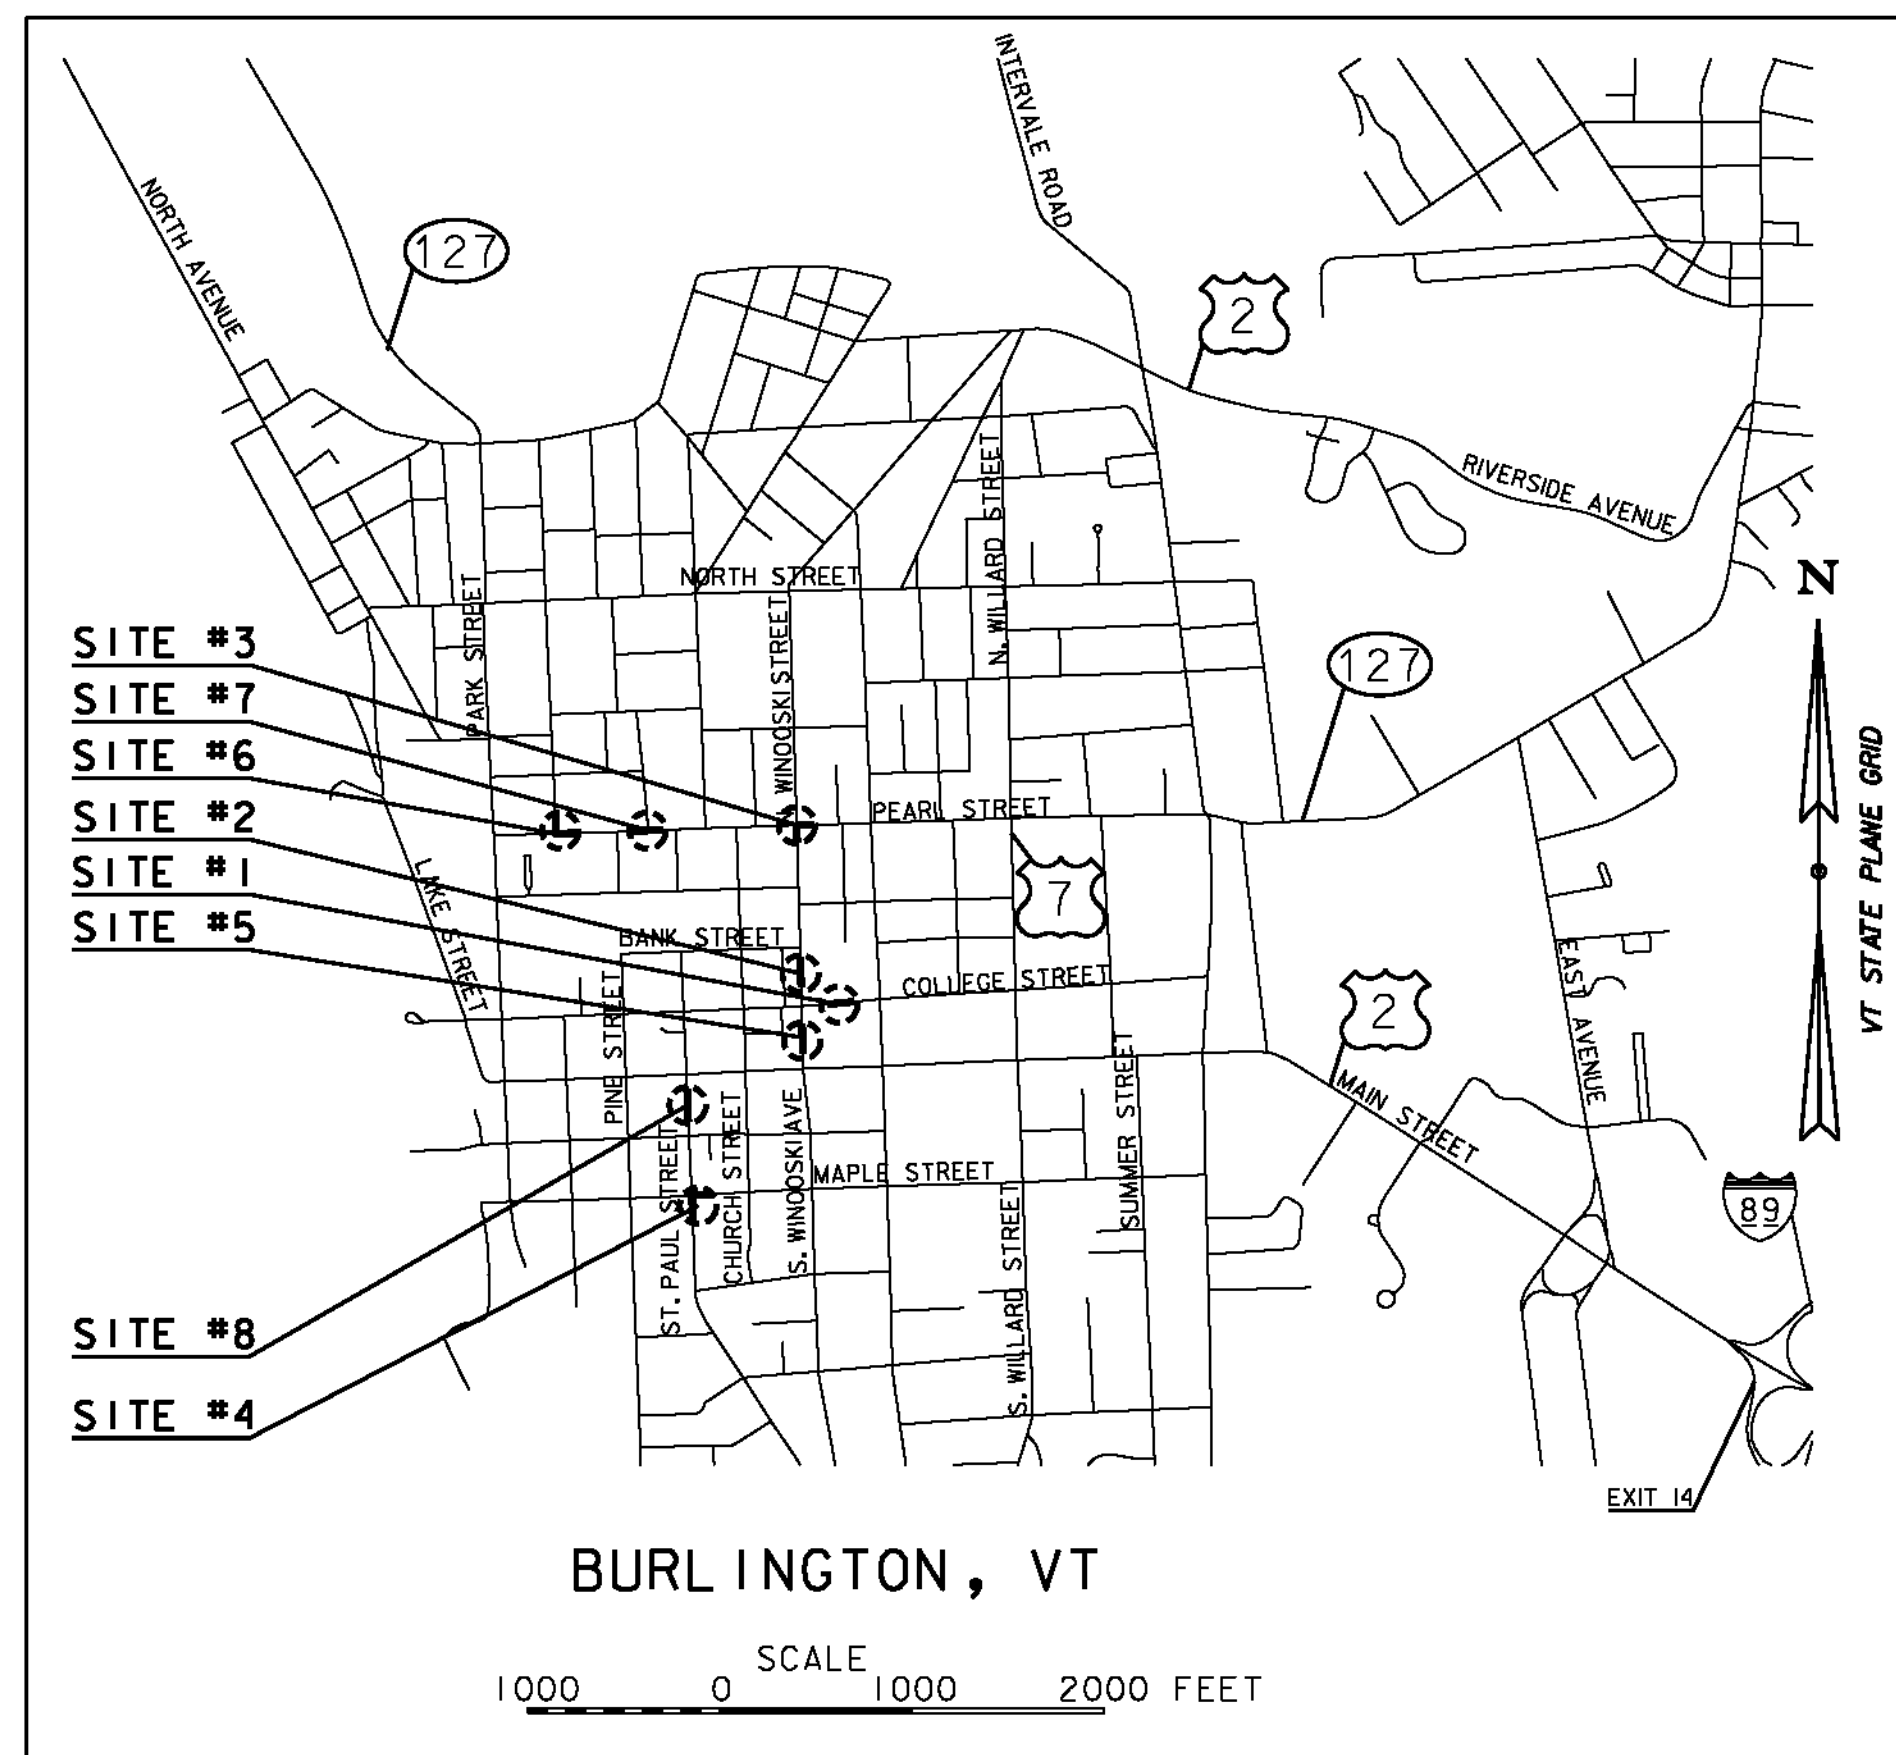 INTERVALE ROAD
NORTH AVENUE
127
2
N. WILLARD STREET
RIVERSIDE AVENUE
NORTH STREET
PARK STREET
WINOOSKI STREET
N
SITE #3
SITE #7
SITE #6
SITE #2
SITE #1
SITE #5
127
VT STATE PLANE GRID
PEARL STREET
LAKE STREET
7
BANK STREET
COLLEGE STREET
EAST AVENUE
2
PINE STREET
MAIN STREET
ST. PAUL STREET
CHURCH STREET
S. WINOOSKI AVE
MAPLE STREET
SUMMER STREET
S. WILLARD STREET
89
SITE #8
SITE #4
EXIT 14
BURLINGTON, VT
SCALE
1000 0 1000 2000 FEET